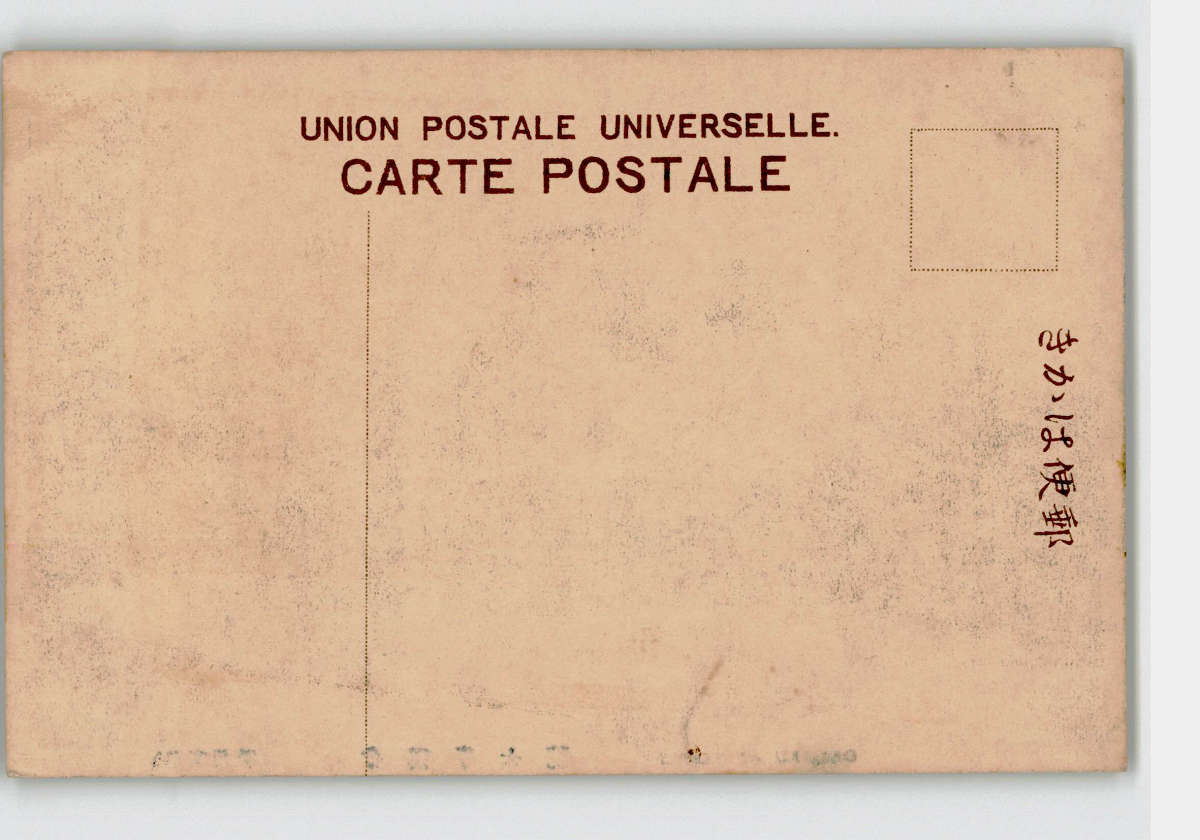 UNION POSTALE UNIVERSELLE.
CARTE POSTALE
きかは便郵